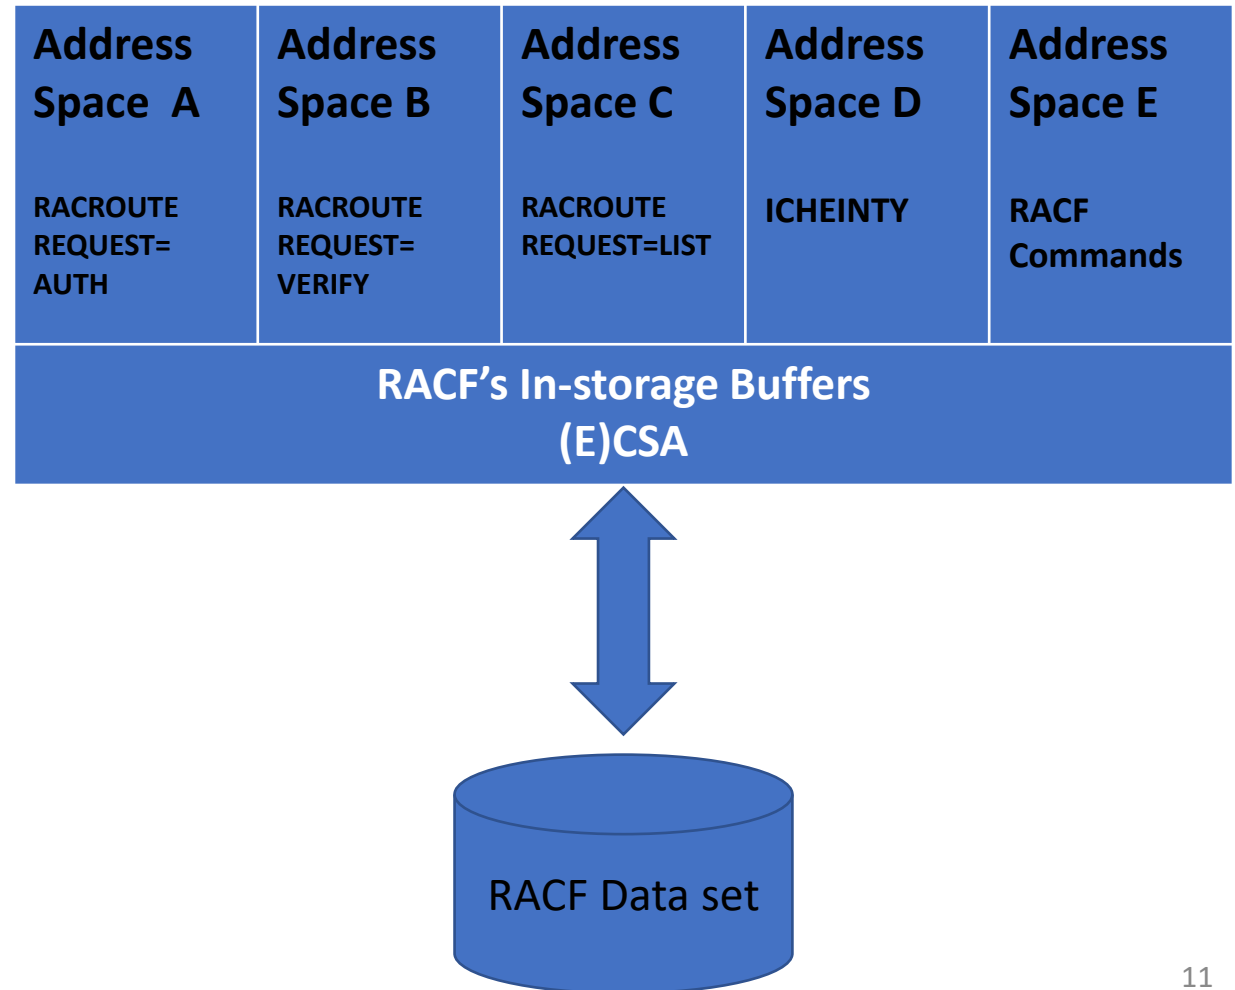 Address
Space  A
RACROUTE
REQUEST=
AUTH
Address
Space B
RACROUTE
REQUEST=
VERIFY
Address
Space C
RACROUTE
REQUEST=LIST
Address
Space D
ICHEINTY
Address
Space E
RACF
Commands
RACF’s In-storage Buffers
(E)CSA
RACF Data set
11